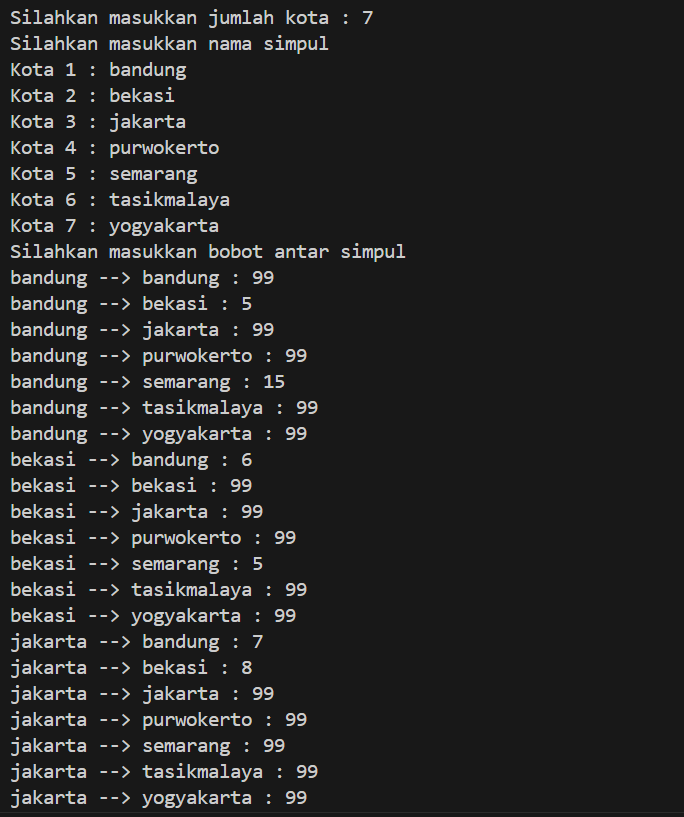 Silahkan masukkan jumlah kota : 7
Silahkan masukkan nama simpul
Kota 1 : bandung
Kota 2 : bekasi
Kota 3 : jakarta
Kota 4 : purwokerto
Kota 5 : semarang
Kota 6 : tasikmalaya
Kota 7 : yogyakarta
Silahkan masukkan bobot antar simpul
bandung --> bandung : 99
bandung --> bekasi : 5
bandung --> jakarta : 99
bandung --> purwokerto : 99
bandung --> semarang : 15
bandung --> tasikmalaya : 99
bandung --> yogyakarta : 99
bekasi --> bandung : 6
bekasi --> bekasi : 99
bekasi --> jakarta : 99
bekasi --> purwokerto : 99
bekasi --> semarang : 5
bekasi --> tasikmalaya : 99
bekasi --> yogyakarta : 99
jakarta --> bandung : 7
jakarta --> bekasi : 8
jakarta --> jakarta : 99
jakarta --> purwokerto : 99
jakarta --> semarang : 99
jakarta --> tasikmalaya : 99
jakarta --> yogyakarta : 99